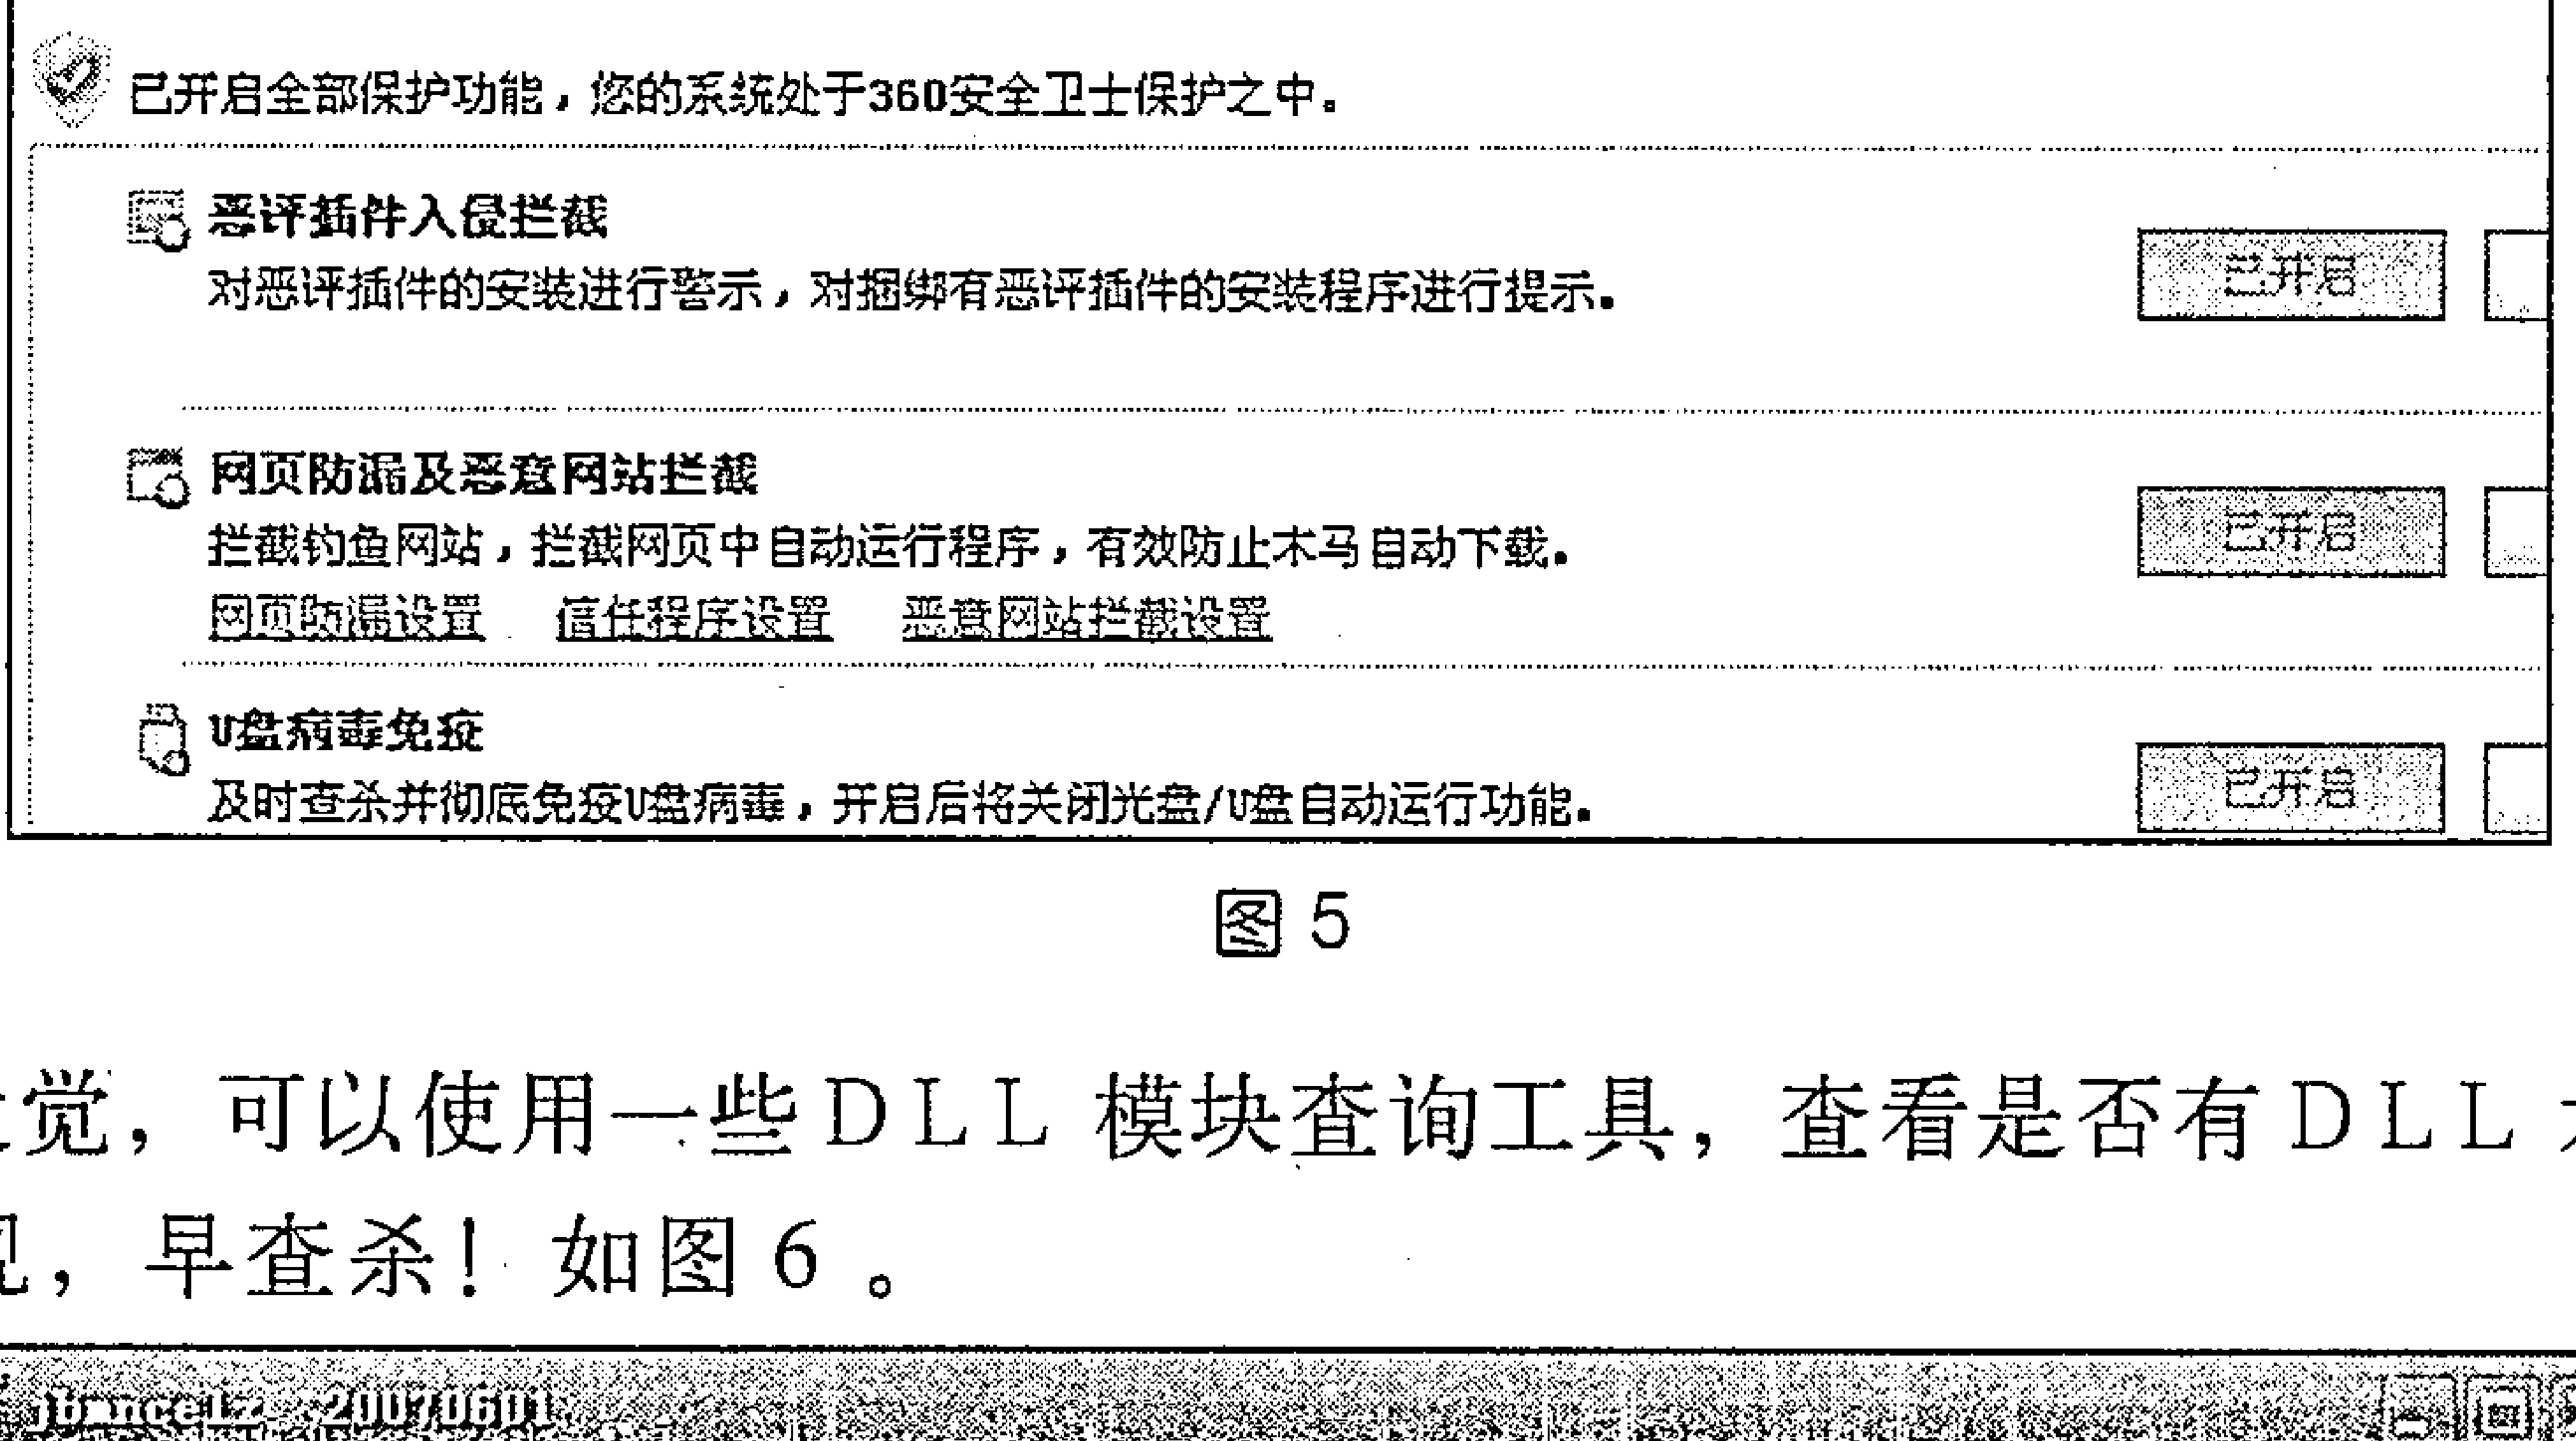 已开启全部保护功能，您的系统处于360安全卫士保护之中。
恶评插件入侵拦截
对恶评插件的安装进行警示，对捆绑有恶评插件的安装程序进行提示。
已开启
网页防漏及恶意网站拦截
拦截钓鱼网站，拦截网页中自动运行程序，有效防止木马自动下载。
已开启
网页防漏设置 信任程序设置 恶意网站拦截设置
U盘病毒免疫
及时查杀并彻底免疫U盘病毒，开启后将关闭光盘/U盘自动运行功能。
已开启
图 5
觉，可以使用一些DLL 模块查询工具，查看是否有DLL
，早查杀！如图 6 。
20070601